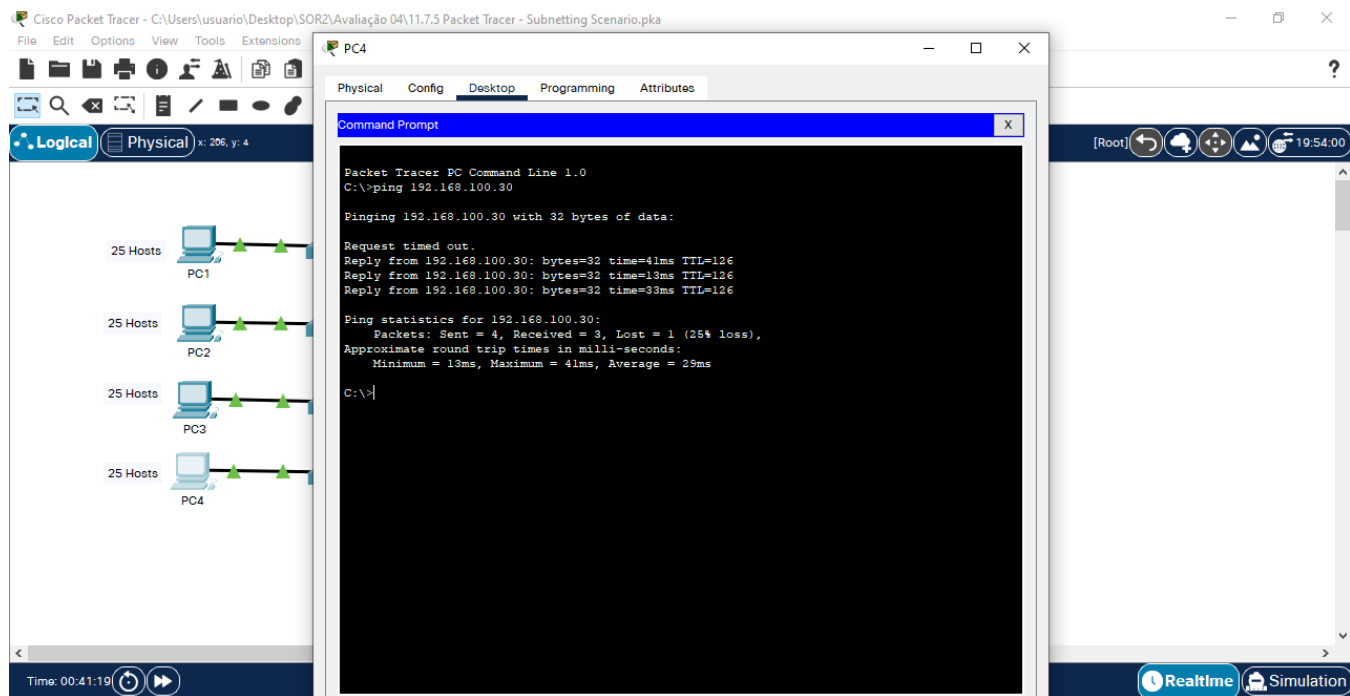 Cisco Packet Tracer - C:\Users\usuario\Desktop\SOR2\Avaliação 04\11.7.5 Packet Tracer - Subnetting Scenario.pka
File Edit Options View Tools Extensions
PC4
Physical Config Desktop Programming Attributes
Command Prompt X
Logical Physical x: 206, y: 4 [Root] 19:54:00
Packet Tracer PC Command Line 1.0
C:\>ping 192.168.100.30
Pinging 192.168.100.30 with 32 bytes of data:
Request timed out.
Reply from 192.168.100.30: bytes=32 time=41ms TTL=126
Reply from 192.168.100.30: bytes=32 time=13ms TTL=126
Reply from 192.168.100.30: bytes=32 time=33ms TTL=126
Ping statistics for 192.168.100.30:
Packets: Sent = 4, Received = 3, Lost = 1 (25% loss),
Approximate round trip times in milli-seconds:
Minimum = 13ms, Maximum = 41ms, Average = 29ms
C:\>
25 Hosts
PC1
25 Hosts
PC2
25 Hosts
PC3
25 Hosts
PC4
Time: 00:41:19 Realtime Simulation